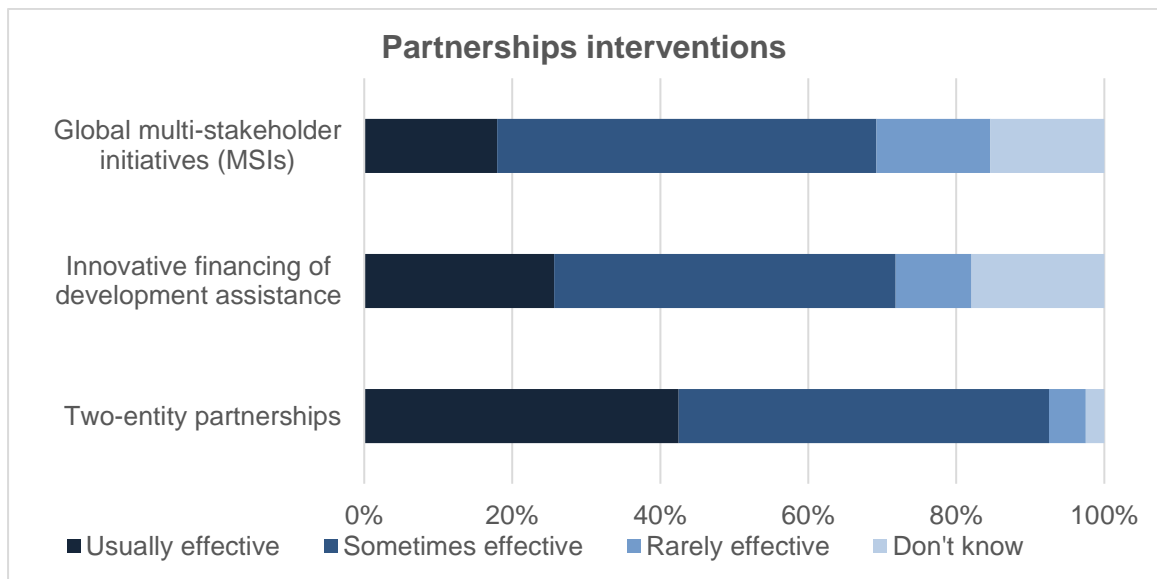 Partnerships interventions
Global multi-stakeholder
initiatives (MSIs)
Innovative financing of
development assistance
Two-entity partnerships
0% 20% 40% 60% 80% 100%
Usually effective Sometimes effective Rarely effective Don't know